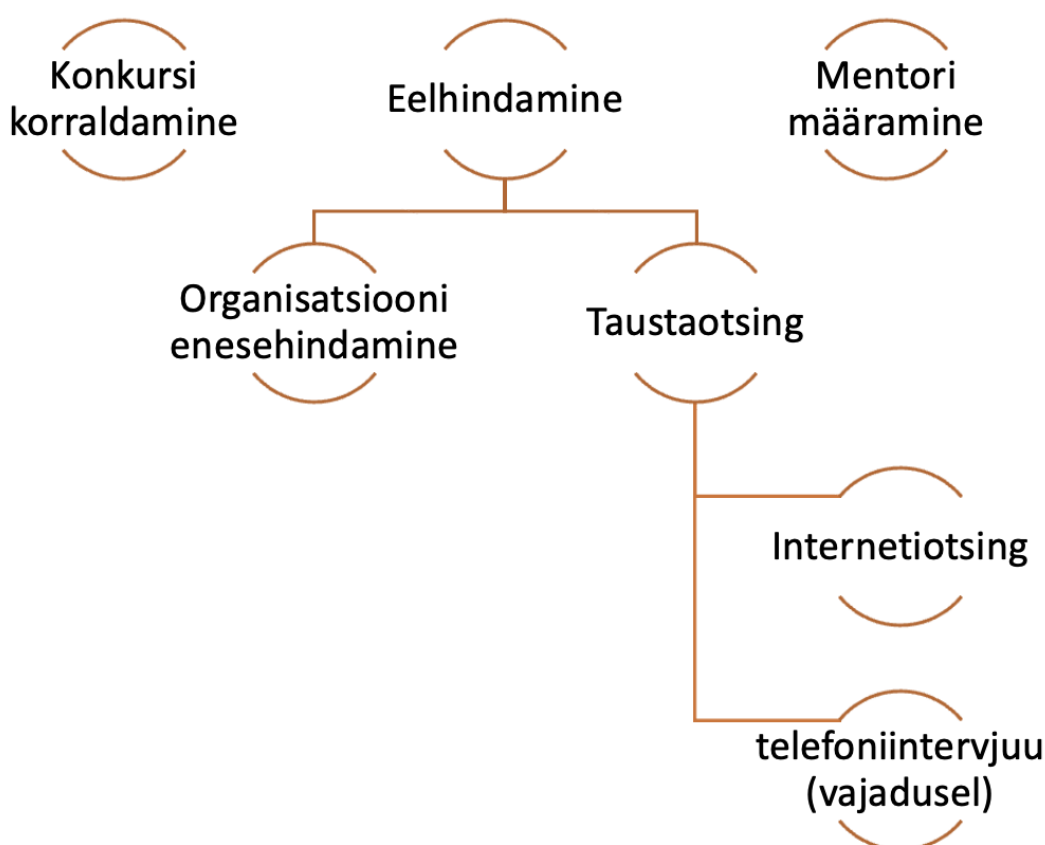 Konkursi
korraldamine
Eelhindamine
Mentori
määramine
Organisatsiooni
enesehindamine
Taustaotsing
Internetiotsing
telefoniintervjuu
(vajadusel)